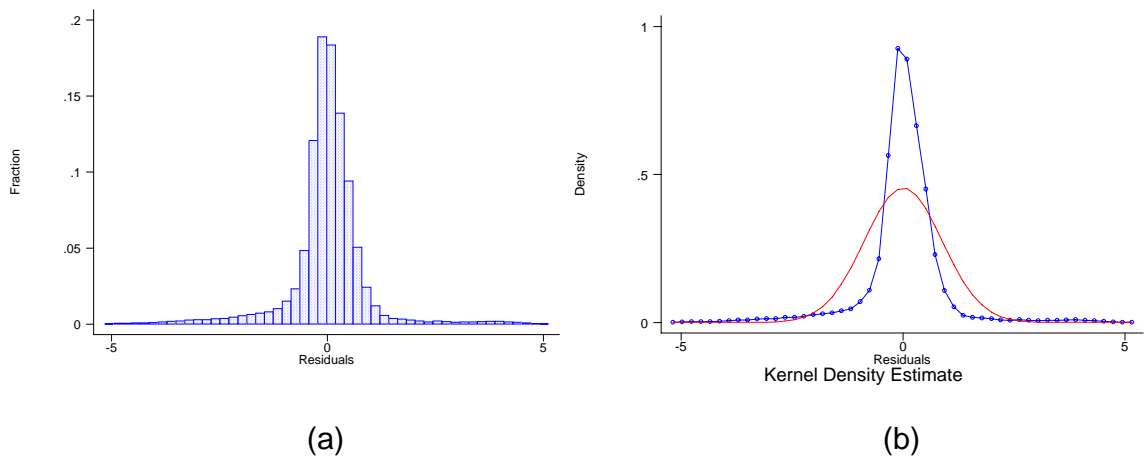 Fraction
.2
.15
.1
.05
0
-5 0 5
Residuals
(a)
Density
1
.5
0
-5 0 5
Residuals
Kernel Density Estimate
(b)